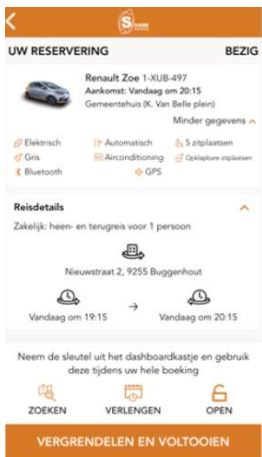 UW RESERVERING BEZIG
Renault Zoe 1-XUB-497
Aankomst: Vandaag om 20:15
Gemeentehuis (K. Van Belle plein)
Minder gegevens
Elektrisch Automatisch 5 zitplaatsen
Gris Airconditioning Opklapbare zitplaatsen
Bluetooth GPS
Reisdetails
Zakelijk: heen- en terugreis voor 1 persoon
Nieuwstraat 2, 9255 Buggenhout
Vandaag om 19:15 → Vandaag om 20:15
Neem de sleutel uit het dashboardkastje en gebruik
deze tijdens uw hele boeking
ZOEKEN VERLENGEN OPEN
VERGRENDELEN EN VOLTOOIEN